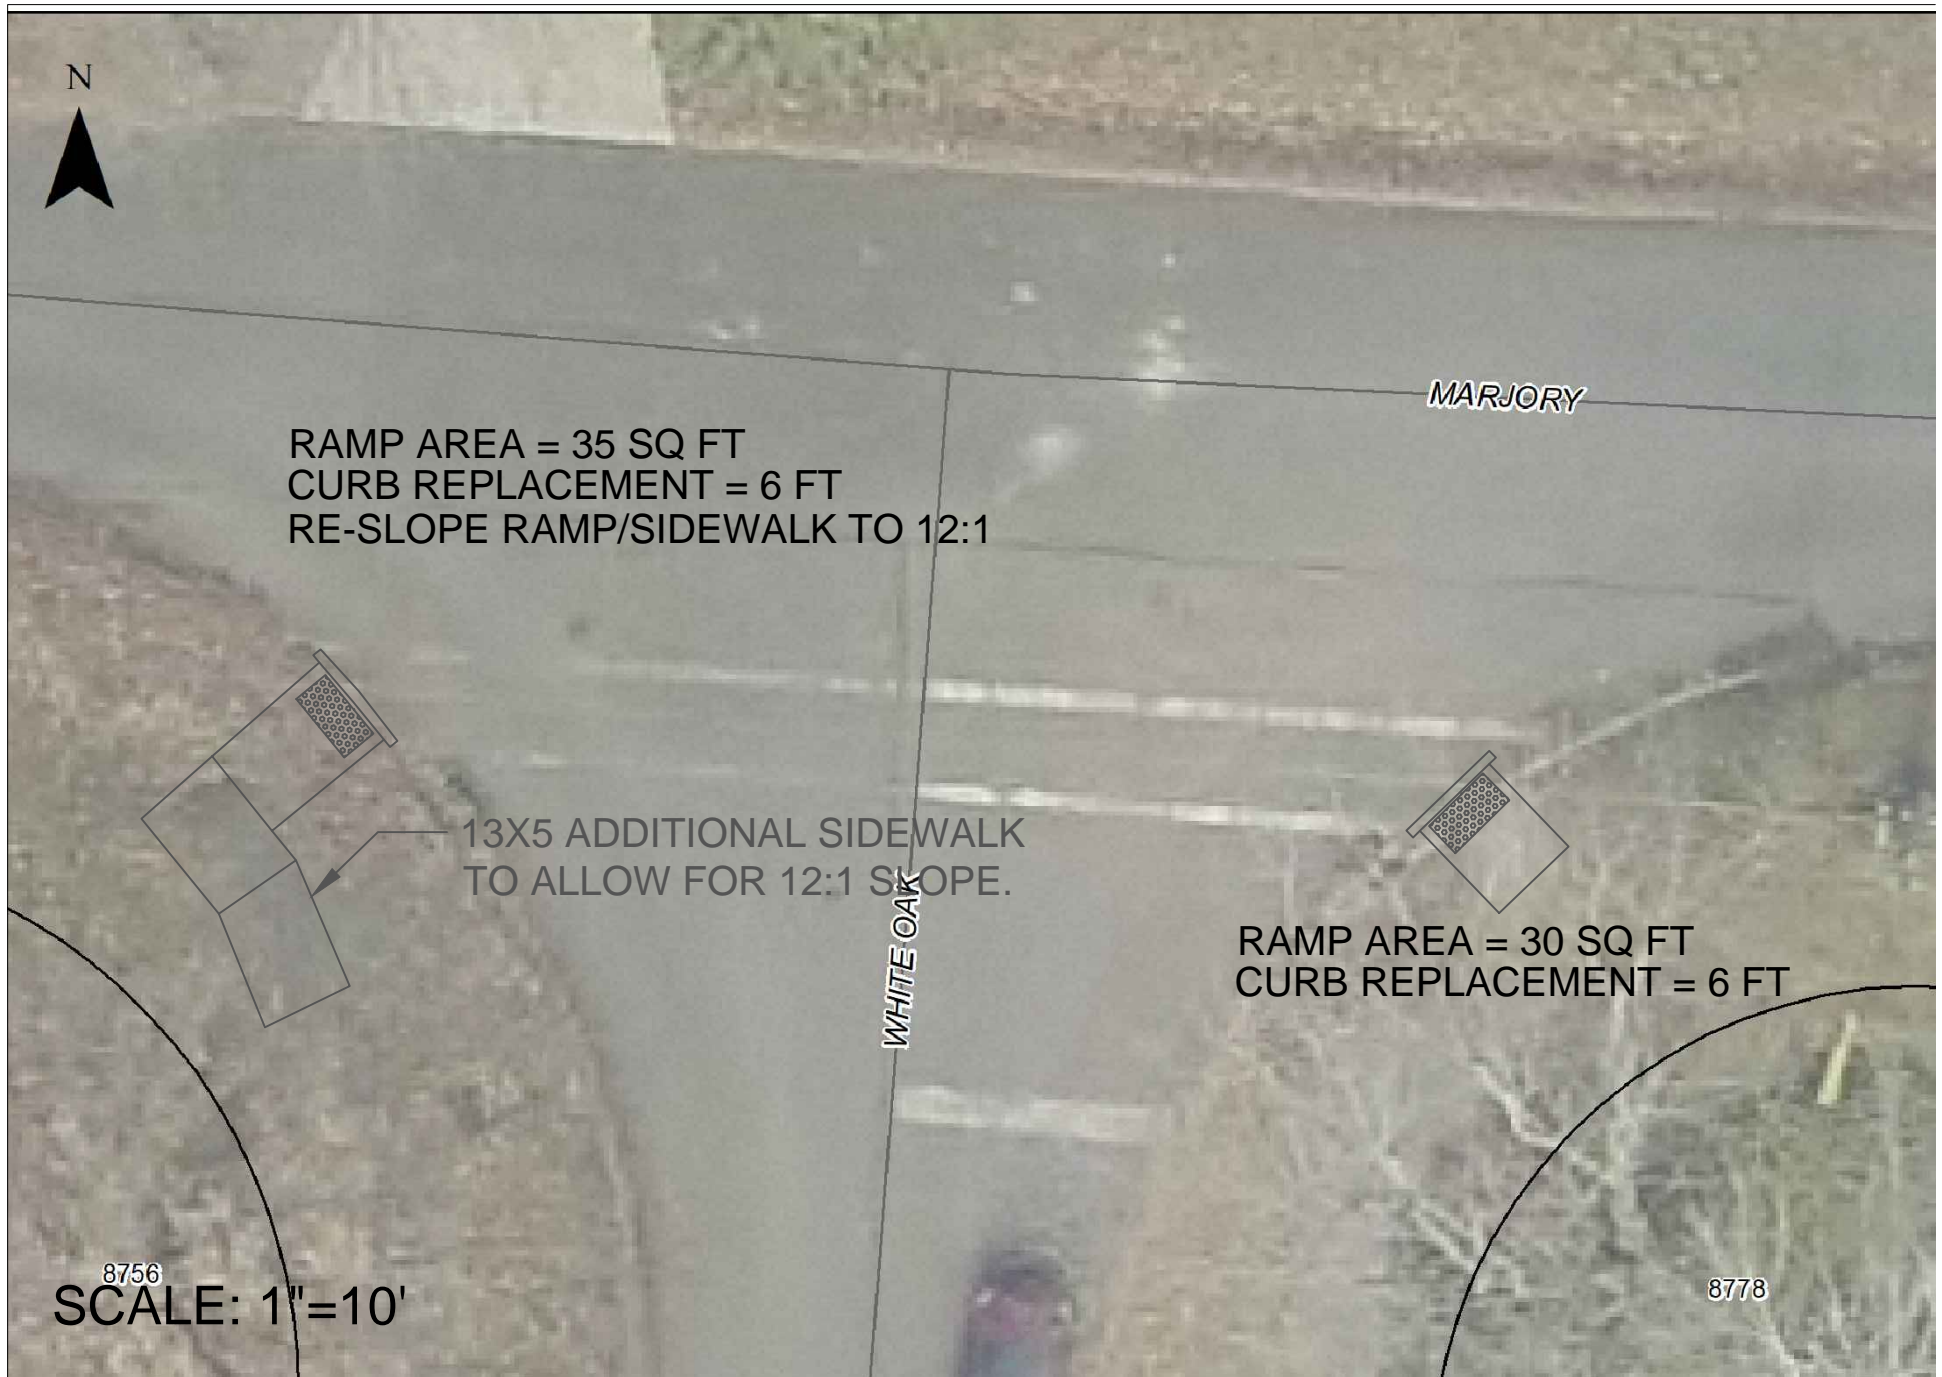 N
MARJORY
RAMP AREA = 35 SQ FT
CURB REPLACEMENT = 6 FT
RE-SLOPE RAMP/SIDEWALK TO 12:1
13X5 ADDITIONAL SIDEWALK
TO ALLOW FOR 12:1 SLOPE.
WHITE OAK
RAMP AREA = 30 SQ FT
CURB REPLACEMENT = 6 FT
8756
SCALE: 1"=10'
8778